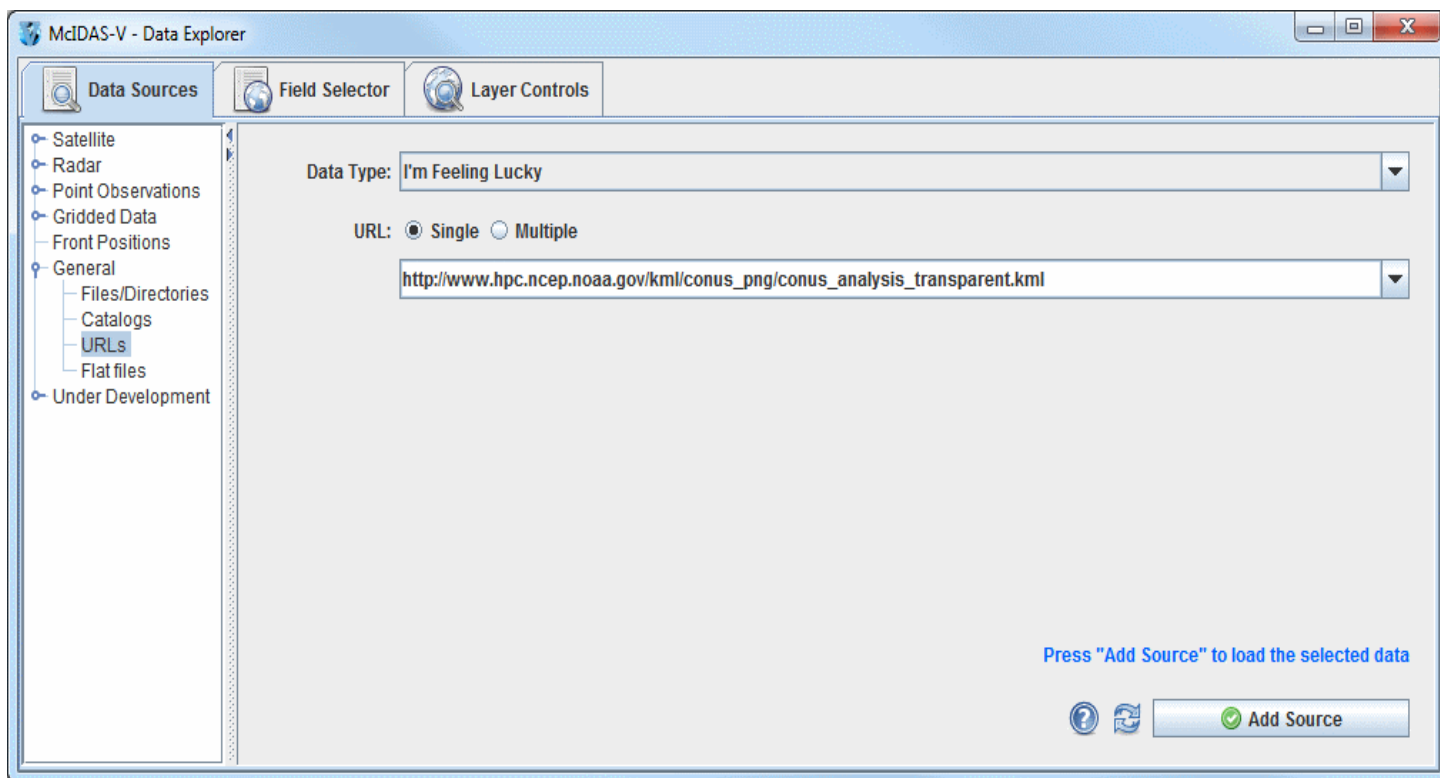 McIDAS-V - Data Explorer
Data Sources
Field Selector
Layer Controls
Satellite
Radar
Point Observations
Gridded Data
Front Positions
General
Files/Directories
Catalogs
URLs
Flat files
Under Development
Data Type: I'm Feeling Lucky
URL: Single Multiple
http://www.hpc.ncep.noaa.gov/kml/conus_png/conus_analysis_transparent.kml
Press "Add Source" to load the selected data
Add Source